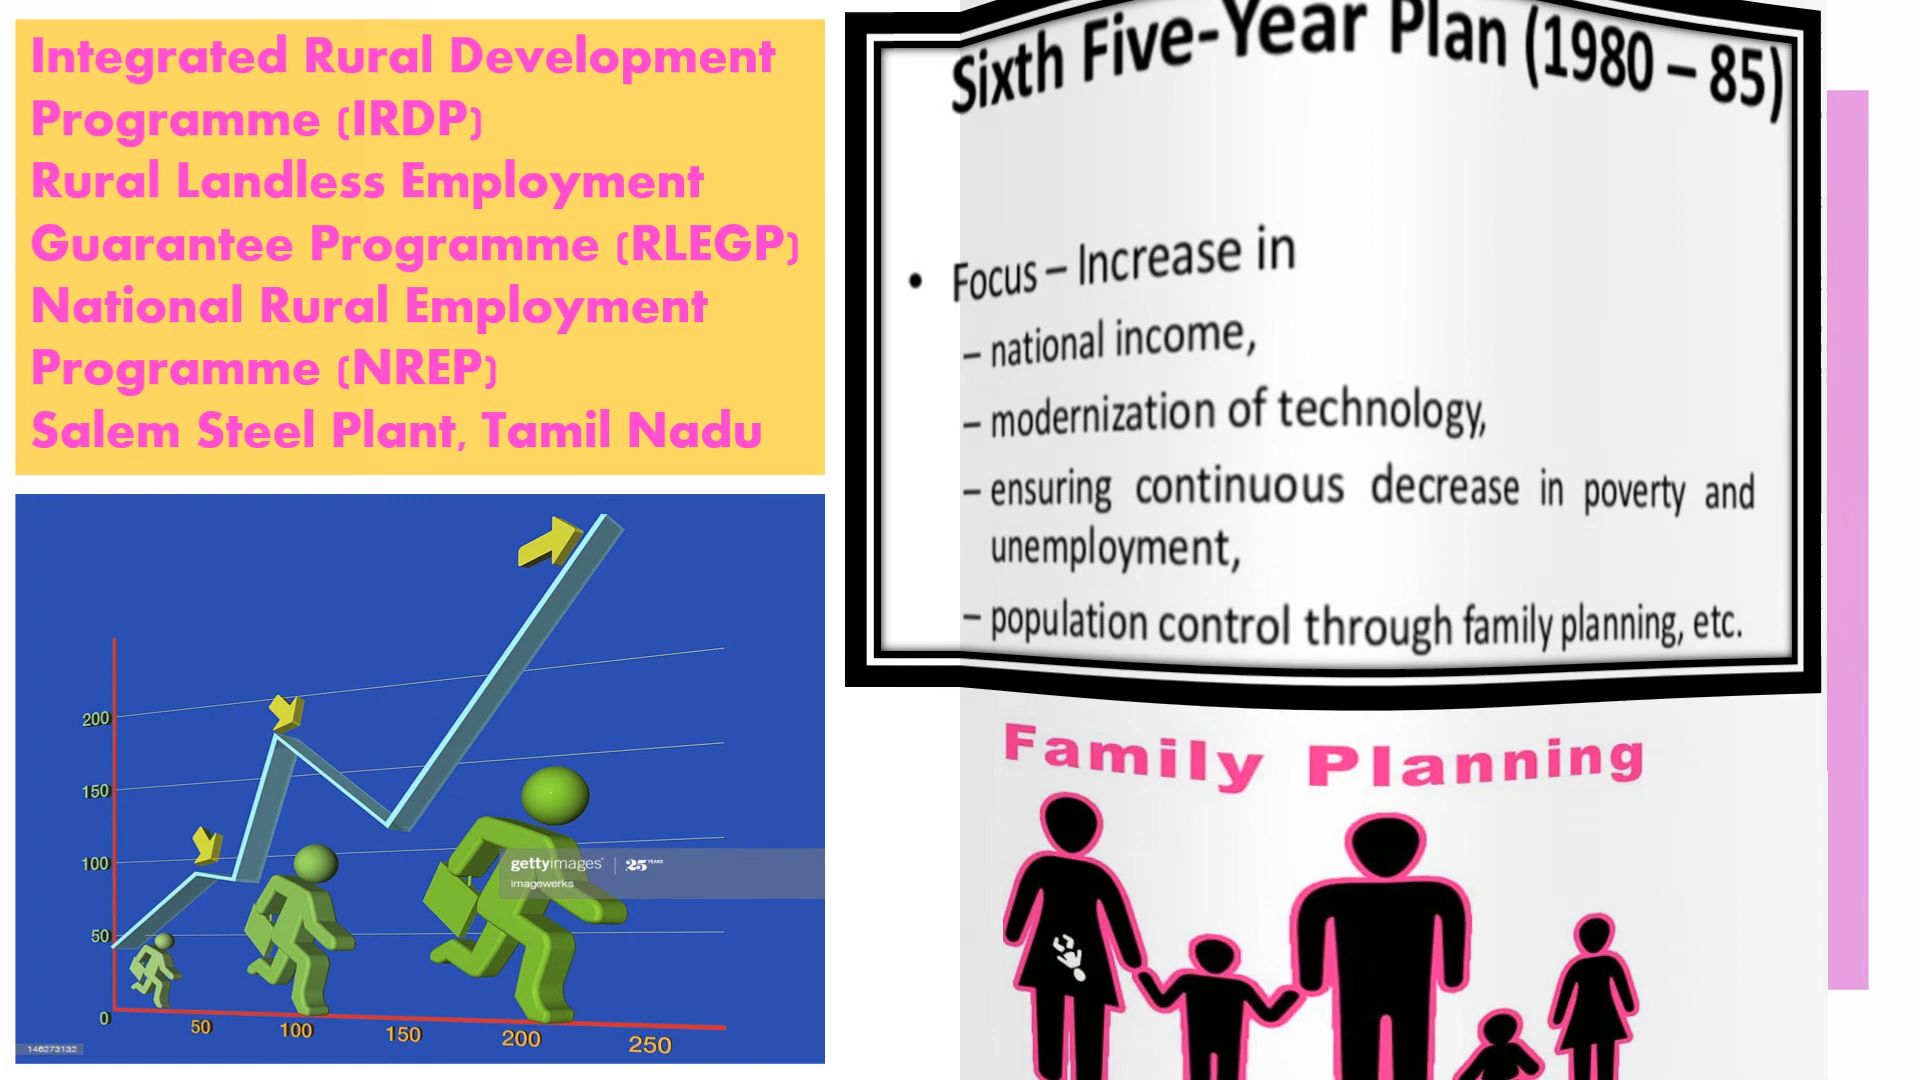 Integrated Rural Development
Programme (IRDP)
Rural Landless Employment
Guarantee Programme (RLEGP)
National Rural Employment
Programme (NREP)
Salem Steel Plant, Tamil Nadu
200
150
100
50
0
50
100
150
200
250
gettyimages® | 25 YEARS
imagewerks
146273132
Sixth Five-Year Plan (1980 – 85)
• Focus – Increase in
– national income,
– modernization of technology,
– ensuring continuous decrease in poverty and
unemployment,
– population control through family planning, etc.
Family Planning